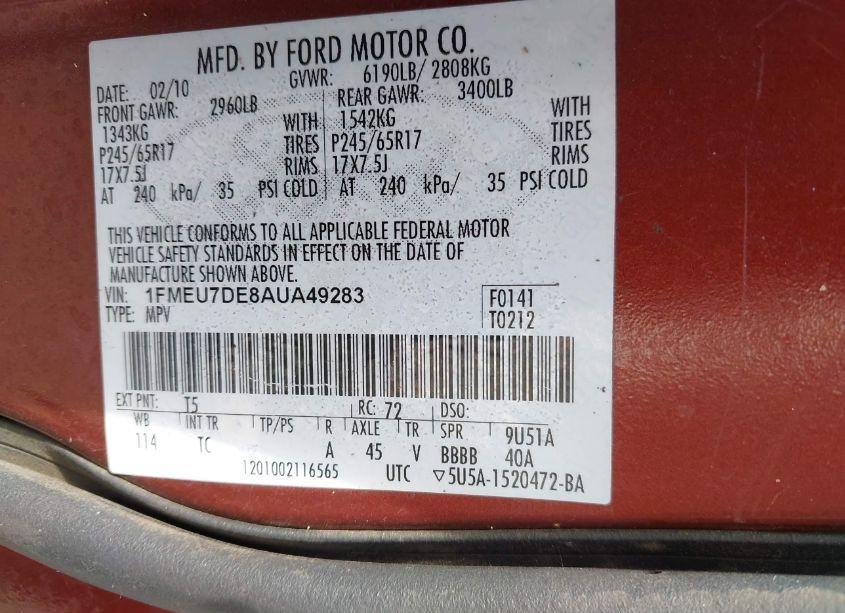 MFD. BY FORD MOTOR CO.
DATE: 02/10 GVWR: 6190LB/ 2808KG
FRONT GAWR: 2960LB REAR GAWR: 3400LB
1343KG WITH 1542KG WITH
P245/65R17 TIRES P245/65R17 TIRES
17X7.5J RIMS 17X7.5J RIMS
AT 240 kPa/ 35 PSI COLD AT 240 kPa/ 35 PSI COLD
THIS VEHICLE CONFORMS TO ALL APPLICABLE FEDERAL MOTOR
VEHICLE SAFETY STANDARDS IN EFFECT ON THE DATE OF
MANUFACTURE SHOWN ABOVE.
VIN: 1FMEU7DE8AUA49283 F0141
TYPE: MPV T0212
EXT PNT: T5 RC: 72 DSO:
WB INT TR TP/PS R AXLE TR SPR 9U51A
114 TC A 45 V BBBB 40A
1201002116565 UTC ▽5U5A-1520472-BA